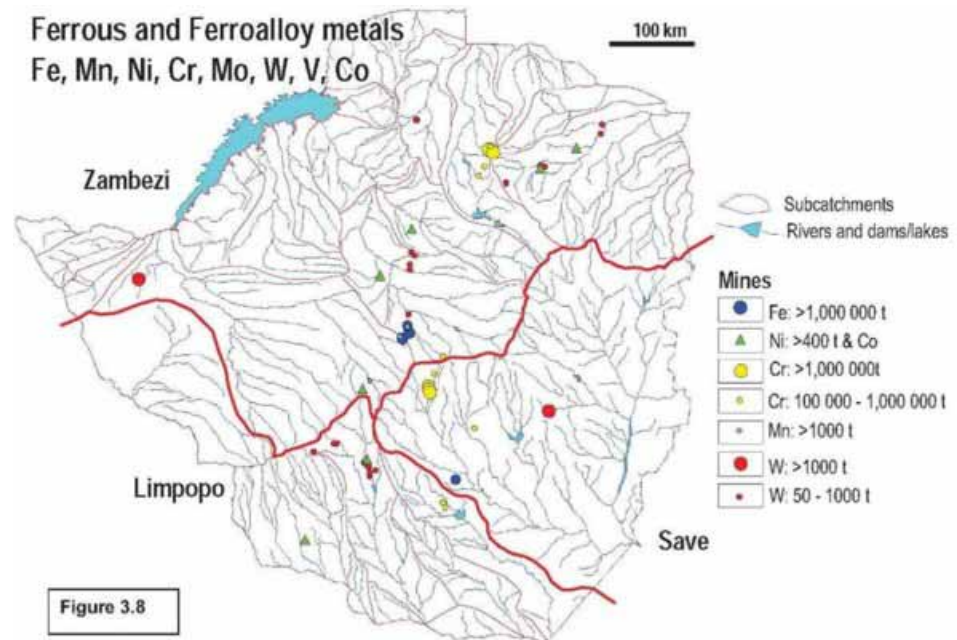 Ferrous and Ferroalloy metals
Fe, Mn, Ni, Cr, Mo, W, V, Co
100 km
Zambezi
Subcatchments
Rivers and dams/lakes
Mines
Fe: >1,000 000 t
Ni: >400 t & Co
Cr: >1,000 000t
Cr: 100 000 - 1,000 000 t
Mn: >1000 t
W: >1000 t
W: 50 - 1000 t
Limpopo
Save
Figure 3.8